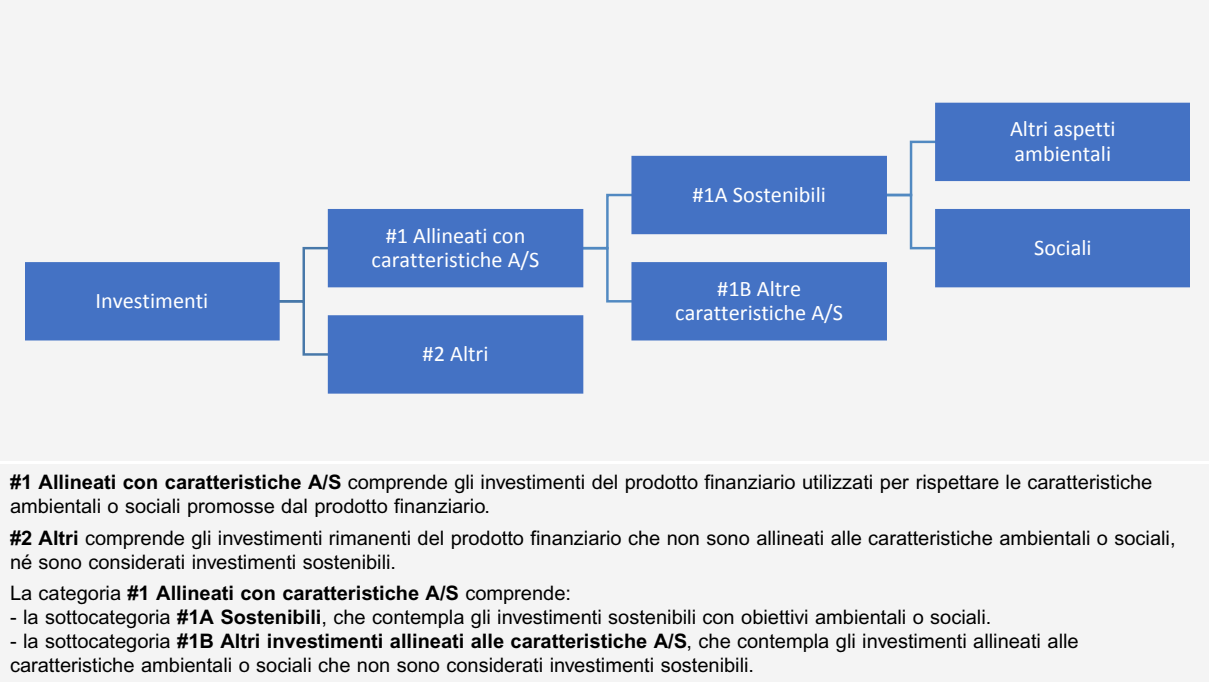 Investimenti
#1 Allineati con
caratteristiche A/S
#2 Altri
#1A Sostenibili
#1B Altre
caratteristiche A/S
Altri aspetti
ambientali
Sociali
#1 Allineati con caratteristiche A/S comprende gli investimenti del prodotto finanziario utilizzati per rispettare le caratteristiche
ambientali o sociali promosse dal prodotto finanziario.
#2 Altri comprende gli investimenti rimanenti del prodotto finanziario che non sono allineati alle caratteristiche ambientali o sociali,
né sono considerati investimenti sostenibili.
La categoria #1 Allineati con caratteristiche A/S comprende:
- la sottocategoria #1A Sostenibili, che contempla gli investimenti sostenibili con obiettivi ambientali o sociali.
- la sottocategoria #1B Altri investimenti allineati alle caratteristiche A/S, che contempla gli investimenti allineati alle
caratteristiche ambientali o sociali che non sono considerati investimenti sostenibili.